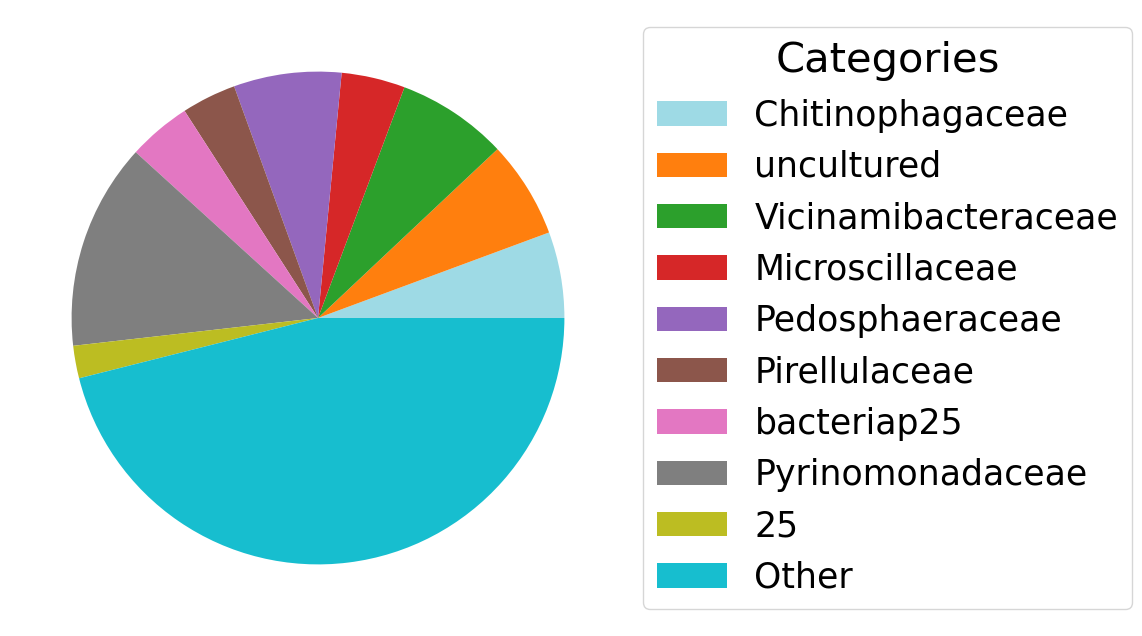 Categories
Chitinophagaceae
uncultured
Vicinamibacteraceae
Microscillaceae
Pedosphaeraceae
Pirellulaceae
bacteriap25
Pyrinomonadaceae
25
Other